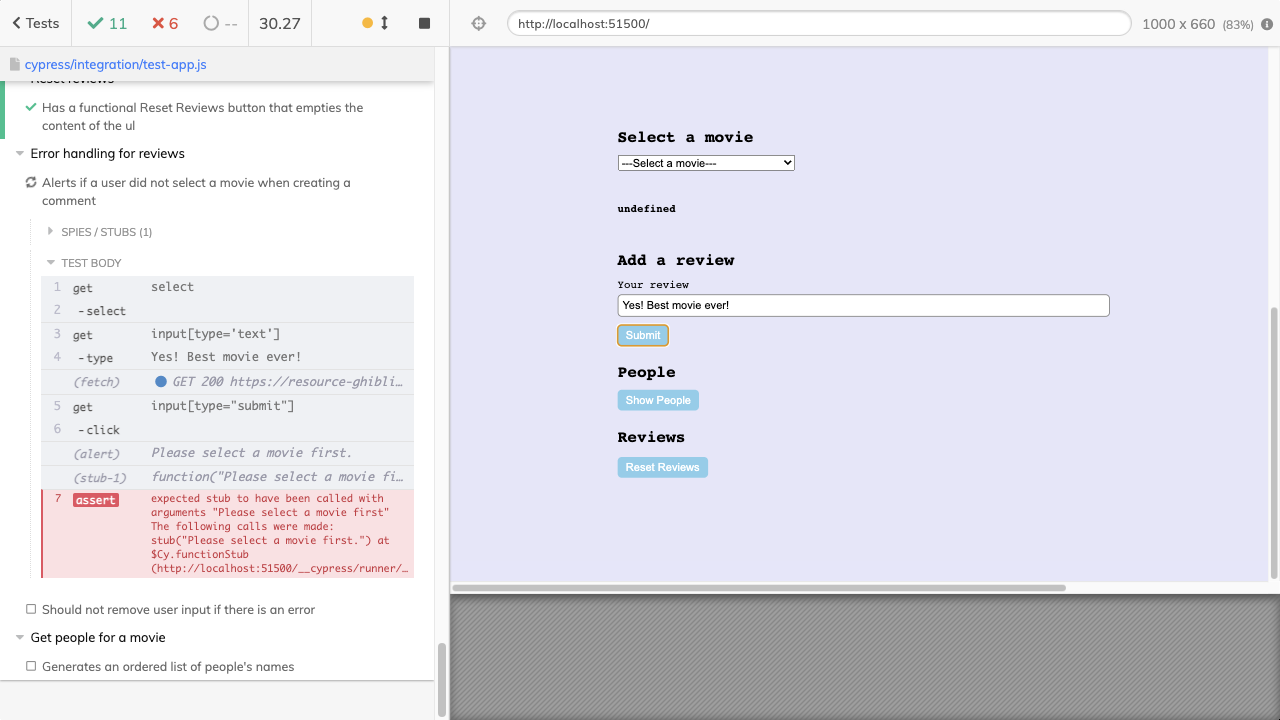 Tests
11
6
--
30.27
http://localhost:51500/
1000 x 660 (83%)
cypress/integration/test-app.js
Reset reviews
Has a functional Reset Reviews button that empties the
content of the ul
Error handling for reviews
Alerts if a user did not select a movie when creating a
comment
SPIES / STUBS (1)
TEST BODY
1 get select
2 -select
3 get input[type='text']
4 -type Yes! Best movie ever!
(fetch) GET 200 https://resource-ghibli...
5 get input[type="submit"]
6 -click
(alert) Please select a movie first.
(stub-1) function("Please select a movie fi...
7 assert expected stub to have been called with
arguments "Please select a movie first"
The following calls were made:
stub("Please select a movie first.") at
$Cy.functionStub
(http://localhost:51500/__cypress/runner/...
Should not remove user input if there is an error
Get people for a movie
Generates an ordered list of people's names
Select a movie
---Select a movie---
undefined
Add a review
Your review
Yes! Best movie ever!
Submit
People
Show People
Reviews
Reset Reviews